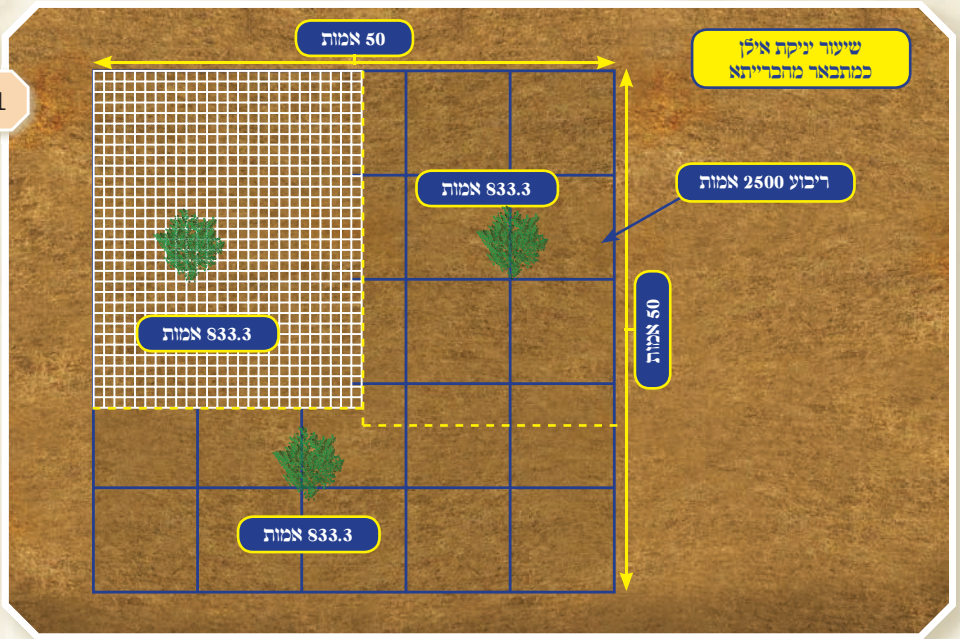 שיעור יניקת אילן
כמתבאר מהברייתא
50 אמות
1
833.3 אמות
ריבוע 2500 אמות
50 אמות
833.3 אמות
833.3 אמות